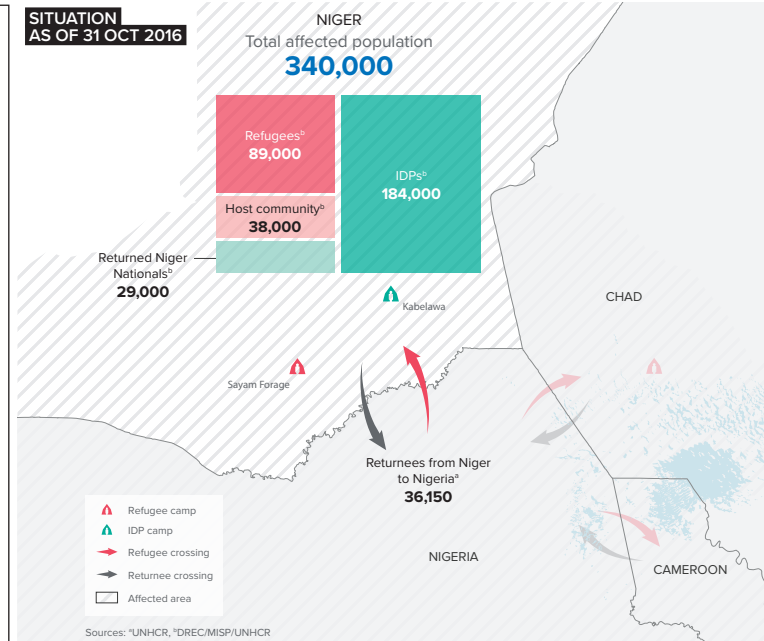 SITUATION
AS OF 31 OCT 2016
NIGER
Total affected population
340,000
Refugeesᵇ
89,000
IDPsᵇ
184,000
Host communityᵇ
38,000
Returned Niger
Nationalsᵇ
29,000
Kabelawa
CHAD
Sayam Forage
Returnees from Niger
to Nigeriaᵃ
36,150
NIGERIA
CAMEROON
Refugee camp
IDP camp
Refugee crossing
Returnee crossing
Affected area
Sources: ᵃUNHCR, ᵇDREC/MISP/UNHCR